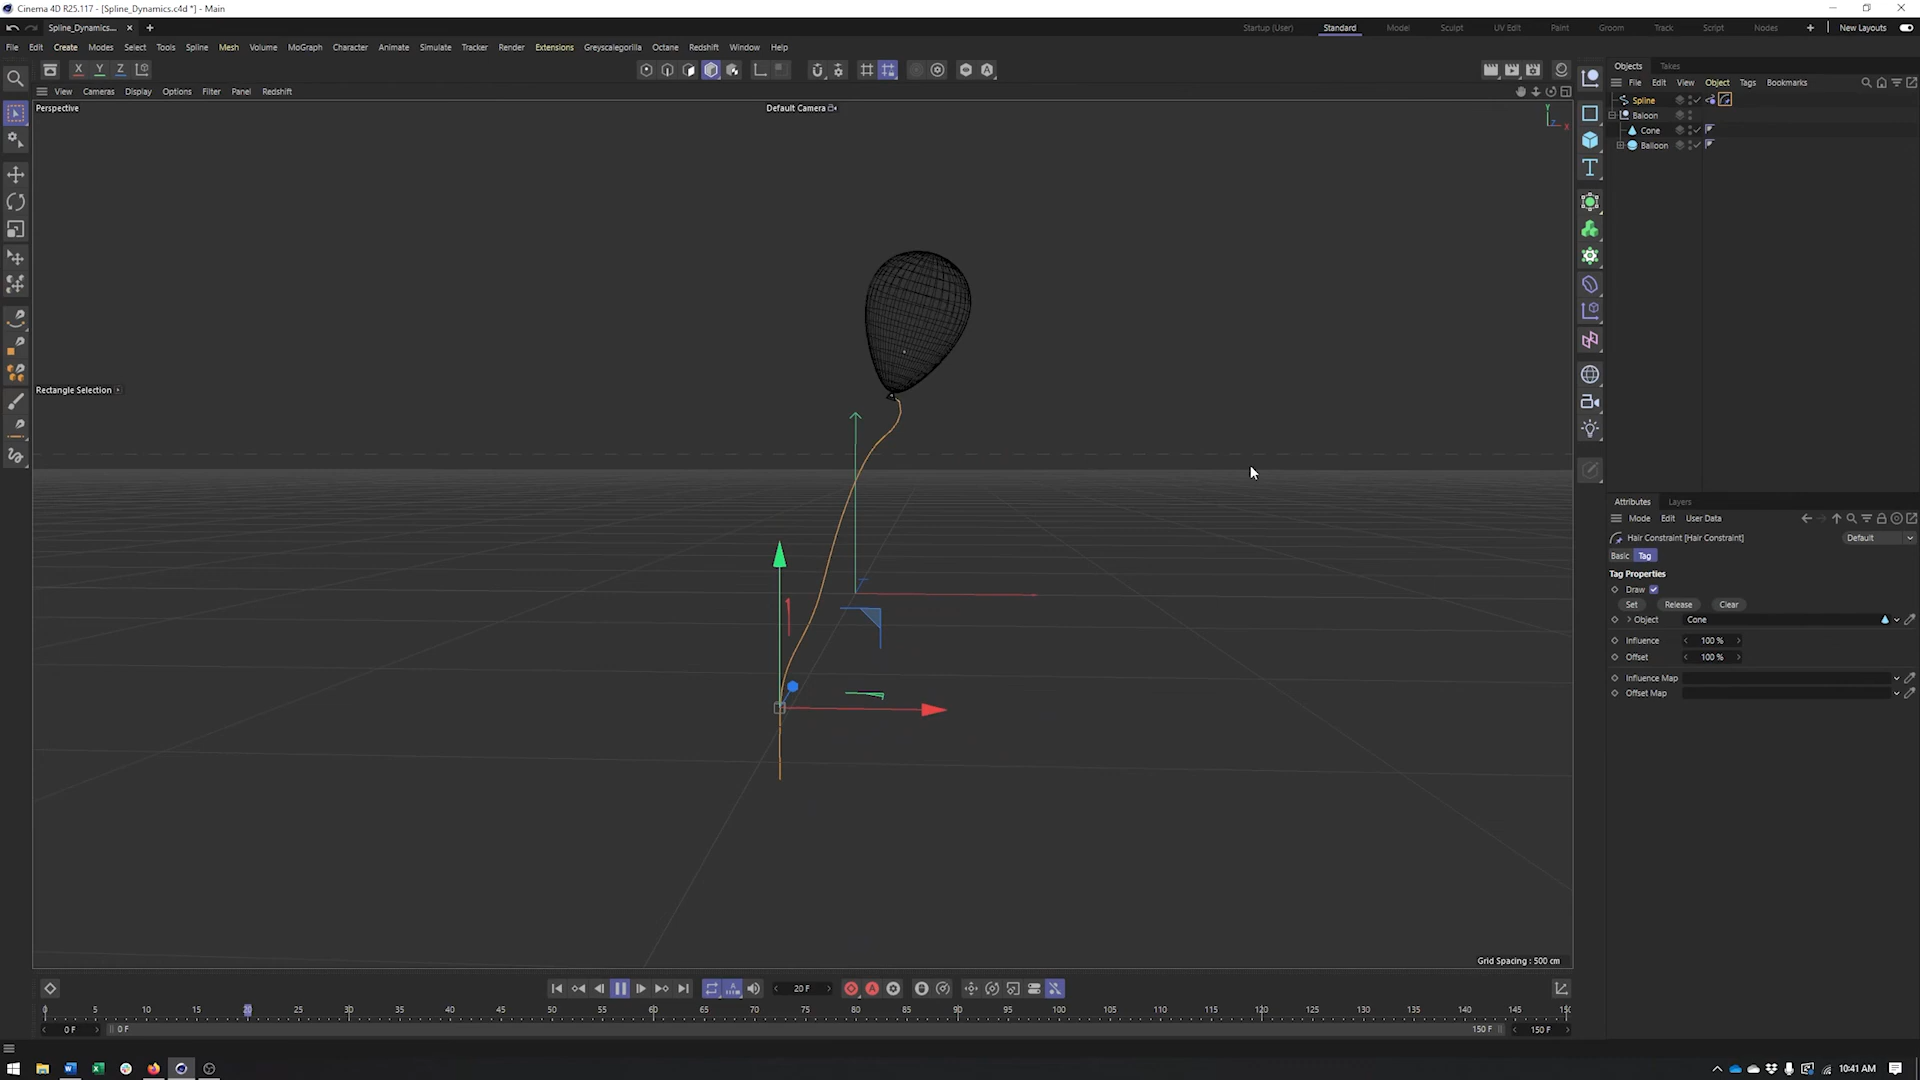 Cinema 4D R25.117 - [Spline_Dynamics.c4d *] - Main
Spline_Dynamics...
Startup (User) Standard Model Sculpt UV Edit Paint Groom Track Script Nodes New Layouts
File Edit Create Modes Select Tools Spline Mesh Volume MoGraph Character Animate Simulate Tracker Render Extensions Greyscalegorilla Octane Redshift Window Help
X Y Z
Objects Takes
File Edit View Object Tags Bookmarks
View Cameras Display Options Filter Panel Redshift
Perspective
Default Camera
Y
Z
X
Spline
Baloon
Cone
Balloon
Rectangle Selection
Attributes Layers
Mode Edit User Data
Hair Constraint [Hair Constraint]
Default
Basic Tag
Tag Properties
Draw
Set Release Clear
Object Cone
Influence 100 %
Offset 100 %
Influence Map
Offset Map
Grid Spacing : 500 cm
20 F
0 5 10 15 20 25 30 35 40 45 50 55 60 65 70 75 80 85 90 95 100 105 110 115 120 125 130 135 140 145
0 F 0 F 150 F 150 F
10:41 AM